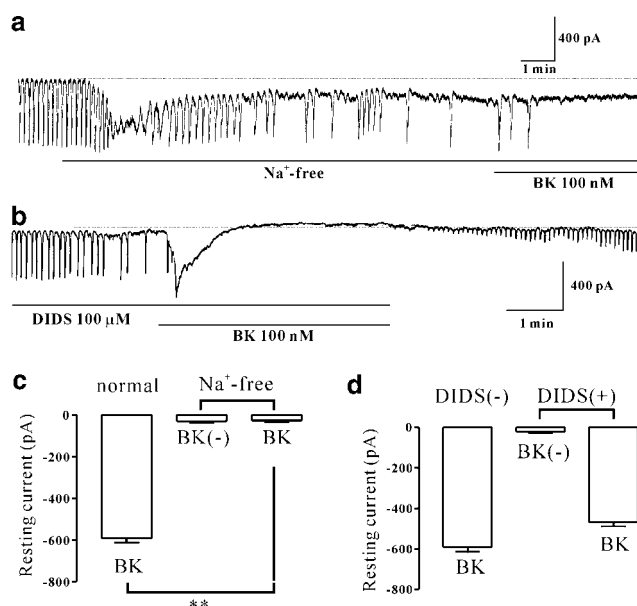 a
400 pA
1 min
Na⁺-free
BK 100 nM
b
DIDS 100 µM
BK 100 nM
400 pA
1 min
c
normal
Na⁺-free
Resting current (pA)
0
-200
-400
-600
-800
BK(-)
BK
BK
**
d
DIDS(-)
DIDS(+)
Resting current (pA)
0
-200
-400
-600
-800
BK(-)
BK
BK